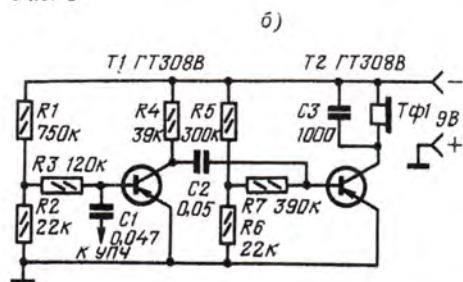 б)
Т1 ГТ308В
Т2 ГТ308В
R1
750к
R4
39к
R5
300к
C3
1000
Тф1
9В
R3 120к
C2
0,05
R7 390к
R2
22к
C1
0,047
к УПЧ
R6
22к
−
+